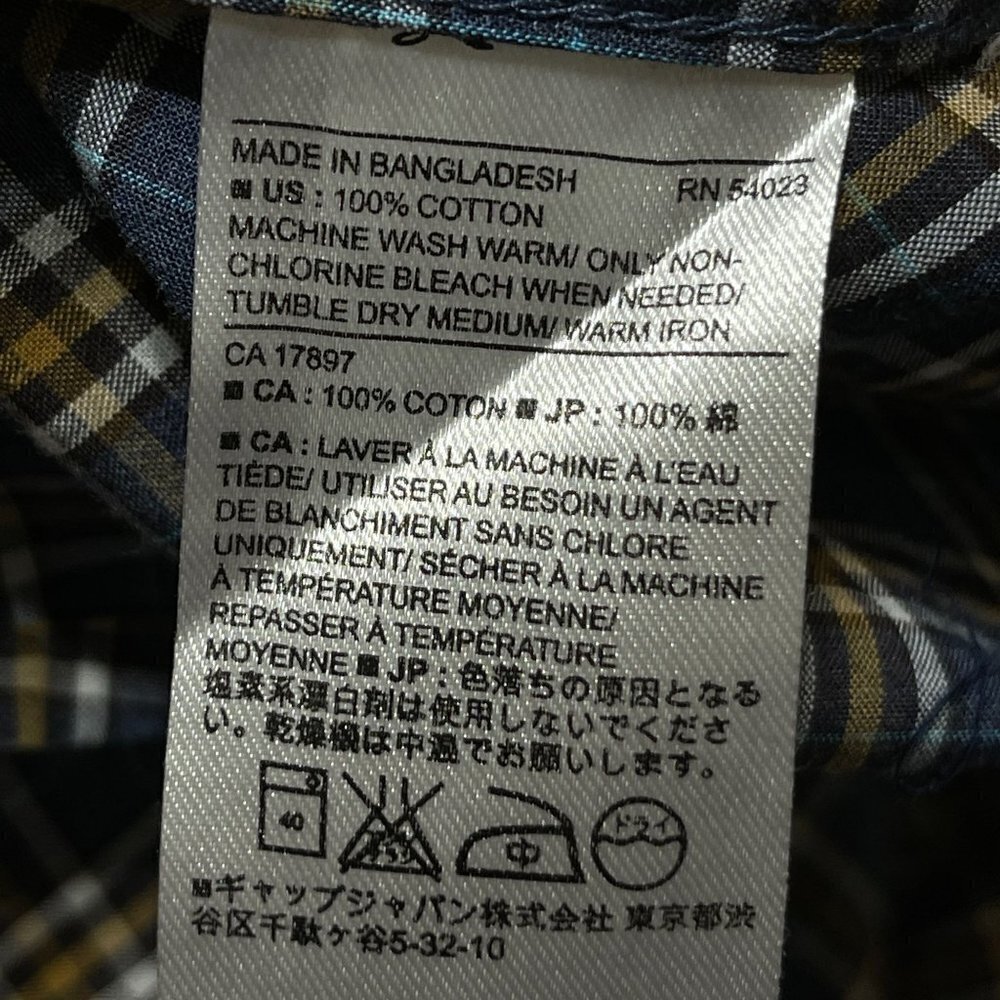 MADE IN BANGLADESH RN 54023
US : 100% COTTON
MACHINE WASH WARM/ ONLY NON-
CHLORINE BLEACH WHEN NEEDED/
TUMBLE DRY MEDIUM/ WARM IRON
CA 17897
CA : 100% COTON JP : 100% 綿
CA : LAVER À LA MACHINE À L'EAU
TIÈDE/ UTILISER AU BESOIN UN AGENT
DE BLANCHIMENT SANS CHLORE
UNIQUEMENT/ SÉCHER À LA MACHINE
À TEMPÉRATURE MOYENNE/
REPASSER À TEMPÉRATURE
MOYENNE JP : 色落ちの原因となる
塩素系漂白剤は使用しないでくださ
い。乾燥機は中温でお願いします。
40 エンソ 中 ドライ
ギャップジャパン株式会社 東京都渋
谷区千駄ヶ谷5-32-10